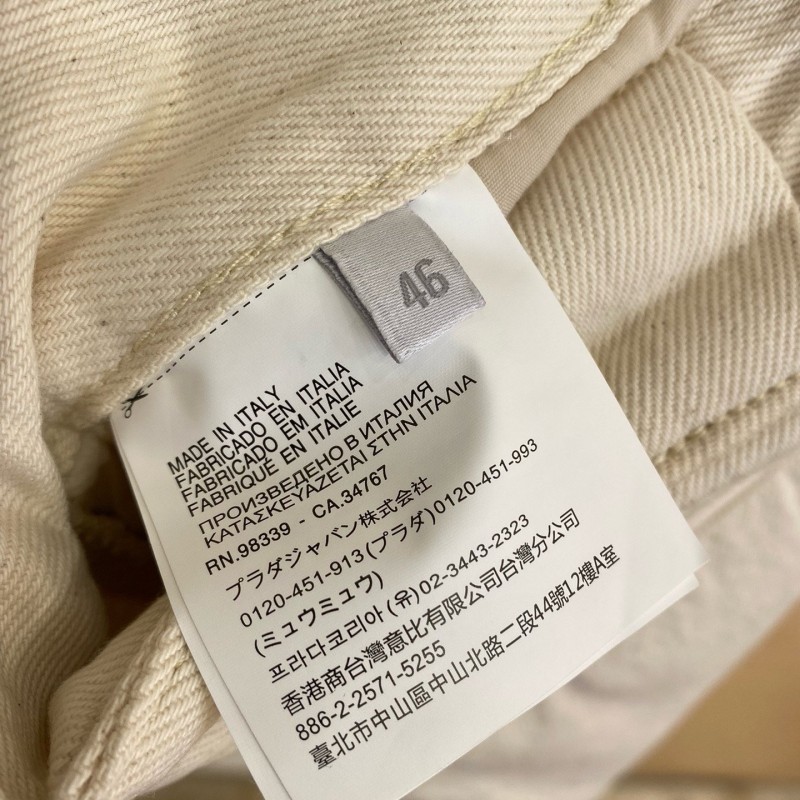 46
MADE IN ITALY
FABRICADO EN ITALIA
FABRICADO EM ITALIA
FABRIQUE EN ITALIE
ПРОИЗВЕДЕНО В ИТАЛИЯ
ΚΑΤΑΣΚΕΥΑΖΕΤΑΙ ΣΤΗΝ ΙΤΑΛΙΑ
RN.98339 - CA.34767
プラダジャパン株式会社
0120-451-913(プラダ)0120-451-993
(ミュウミュウ)
프라다코리아(유)02-3443-2323
香港商台灣意比有限公司台灣分公司
886-2-2571-5255
臺北市中山區中山北路二段44號12樓A室